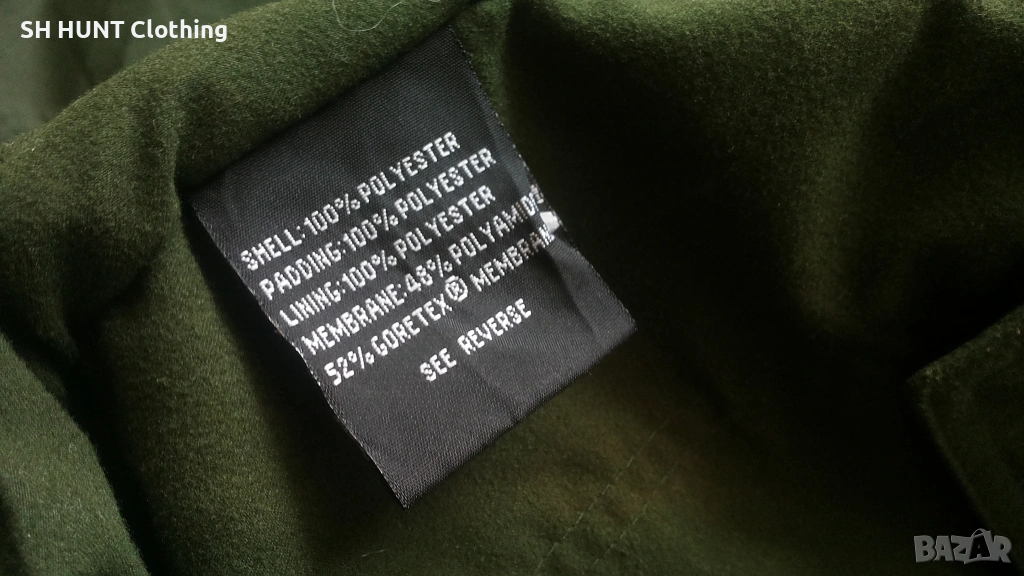 SH HUNT Clothing
SHELL:100% POLYESTER
PADDING:100% POLYESTER
LINING:100% POLYESTER
MEMBRANE:48% POLYAMIDE
52% GORETEX® MEMBRAE
SEE REVERSE
BAZAR